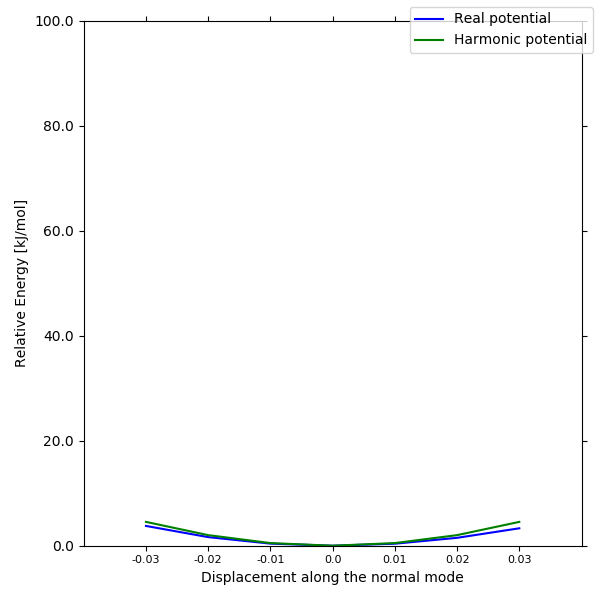 Real potential
Harmonic potential
100.0
80.0
60.0
40.0
20.0
0.0
Relative Energy [kJ/mol]
-0.03 -0.02 -0.01 0.0 0.01 0.02 0.03
Displacement along the normal mode